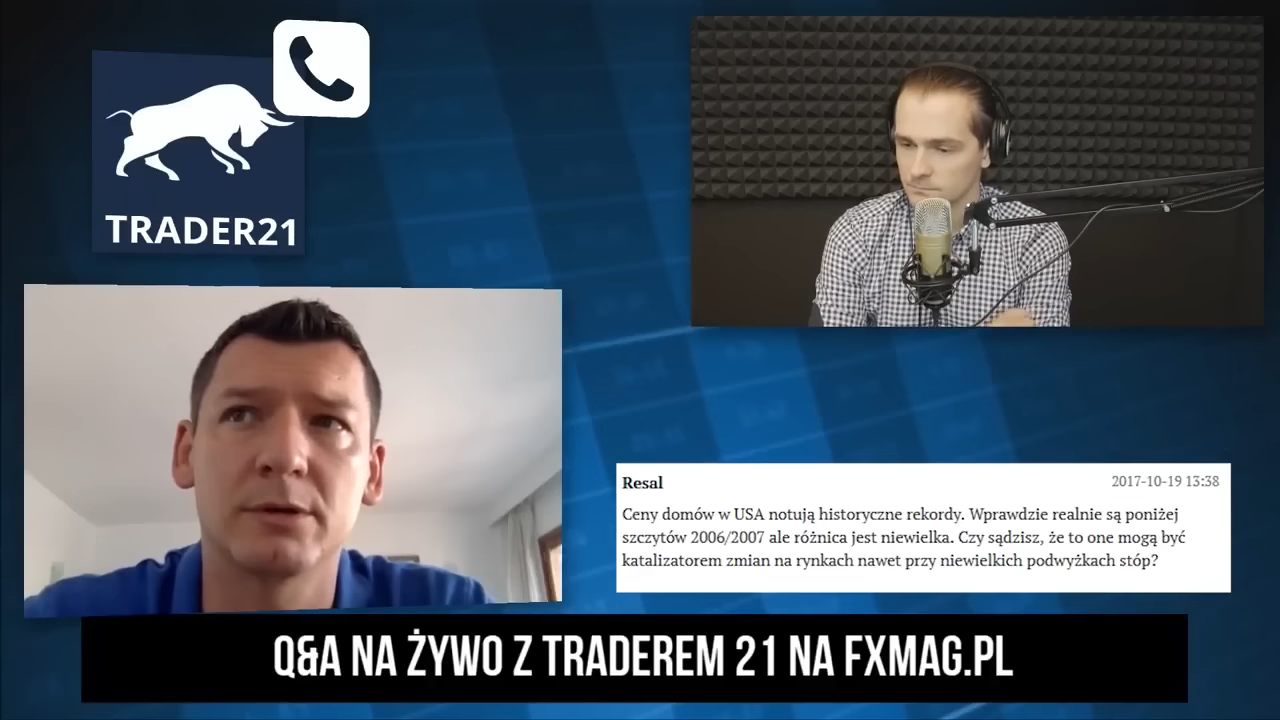 TRADER21
Resal
2017-10-19 13:38
Ceny domów w USA notują historyczne rekordy. Wprawdzie realnie są poniżej
szczytów 2006/2007 ale różnica jest niewielka. Czy sądzisz, że to one mogą być
katalizatorem zmian na rynkach nawet przy niewielkich podwyżkach stóp?
Q&A NA ŻYWO Z TRADEREM 21 NA FXMAG.PL